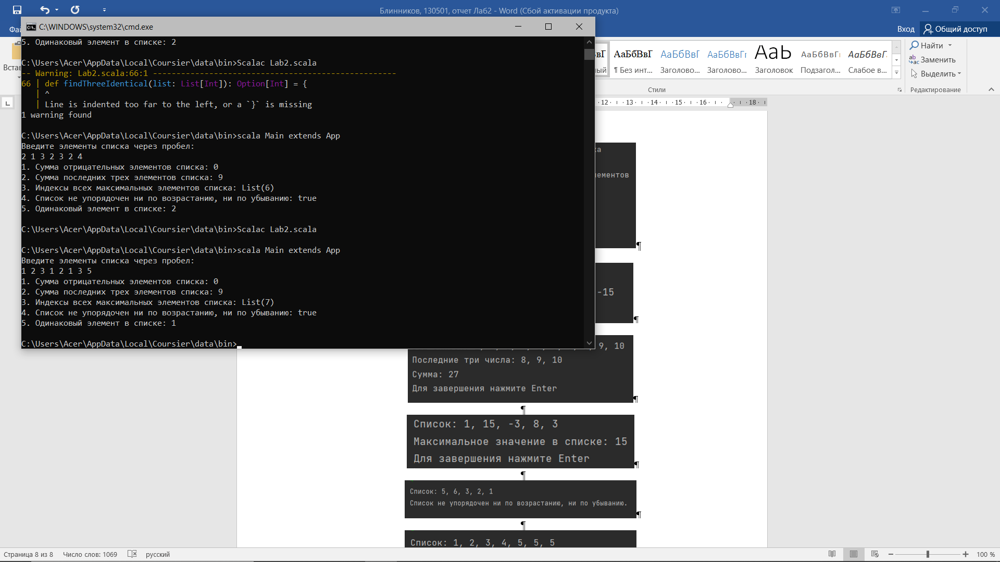 Блинников, 130501, отчет Лаб2 - Word (Сбой активации продукта)
Вход
Общий доступ
C:\WINDOWS\system32\cmd.exe
5. Одинаковый элемент в списке: 2
C:\Users\Acer\AppData\Local\Coursier\data\bin>Scalac Lab2.scala
-- Warning: Lab2.scala:66:1 ----------------------------------------------------
66 | def findThreeIdentical(list: List[Int]): Option[Int] = {
| ^
| Line is indented too far to the left, or a `}` is missing
1 warning found
C:\Users\Acer\AppData\Local\Coursier\data\bin>scala Main extends App
Введите элементы списка через пробел:
2 1 3 2 3 2 4
1. Сумма отрицательных элементов списка: 0
2. Сумма последних трех элементов списка: 9
3. Индексы всех максимальных элементов списка: List(6)
4. Список не упорядочен ни по возрастанию, ни по убыванию: true
5. Одинаковый элемент в списке: 2
C:\Users\Acer\AppData\Local\Coursier\data\bin>Scalac Lab2.scala
C:\Users\Acer\AppData\Local\Coursier\data\bin>scala Main extends App
Введите элементы списка через пробел:
1 2 3 1 2 1 3 5
1. Сумма отрицательных элементов списка: 0
2. Сумма последних трех элементов списка: 9
3. Индексы всех максимальных элементов списка: List(7)
4. Список не упорядочен ни по возрастанию, ни по убыванию: true
5. Одинаковый элемент в списке: 1
C:\Users\Acer\AppData\Local\Coursier\data\bin>
АаБбВвГ АаБбВвГ АаБбВвГг АаЬ АаБбВвГг АаБбВвГг
¶ Без инт... Заголово... Заголово... Заголовок Подзагол... Слабое в...
Стили
Найти
Заменить
Выделить
Редактирование
12 13 14 15 16 18
-15
9, 10
Последние три числа: 8, 9, 10
Сумма: 27
Для завершения нажмите Enter
Список: 1, 15, -3, 8, 3
Максимальное значение в списке: 15
Для завершения нажмите Enter
Список: 5, 6, 3, 2, 1
Список не упорядочен ни по возрастанию, ни по убыванию.
Список: 1, 2, 3, 4, 5, 5, 5
Страница 8 из 8 Число слов: 1069 русский
100 %